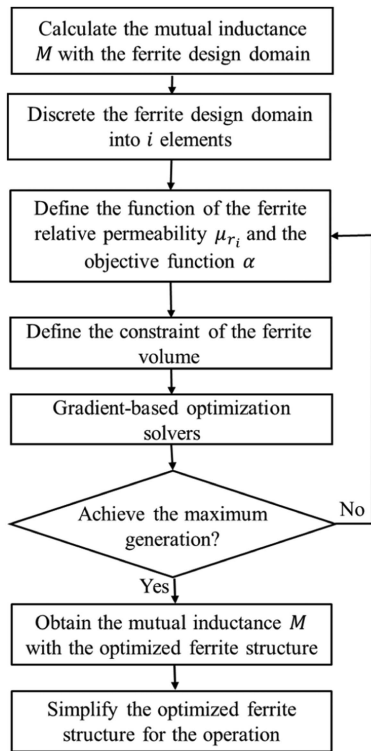 Calculate the mutual inductance
M with the ferrite design domain
Discrete the ferrite design domain
into i elements
Define the function of the ferrite
relative permeability μ_{r_i} and the
objective function α
Define the constraint of the ferrite
volume
Gradient-based optimization
solvers
Achieve the maximum
generation?
No
Yes
Obtain the mutual inductance M
with the optimized ferrite structure
Simplify the optimized ferrite
structure for the operation